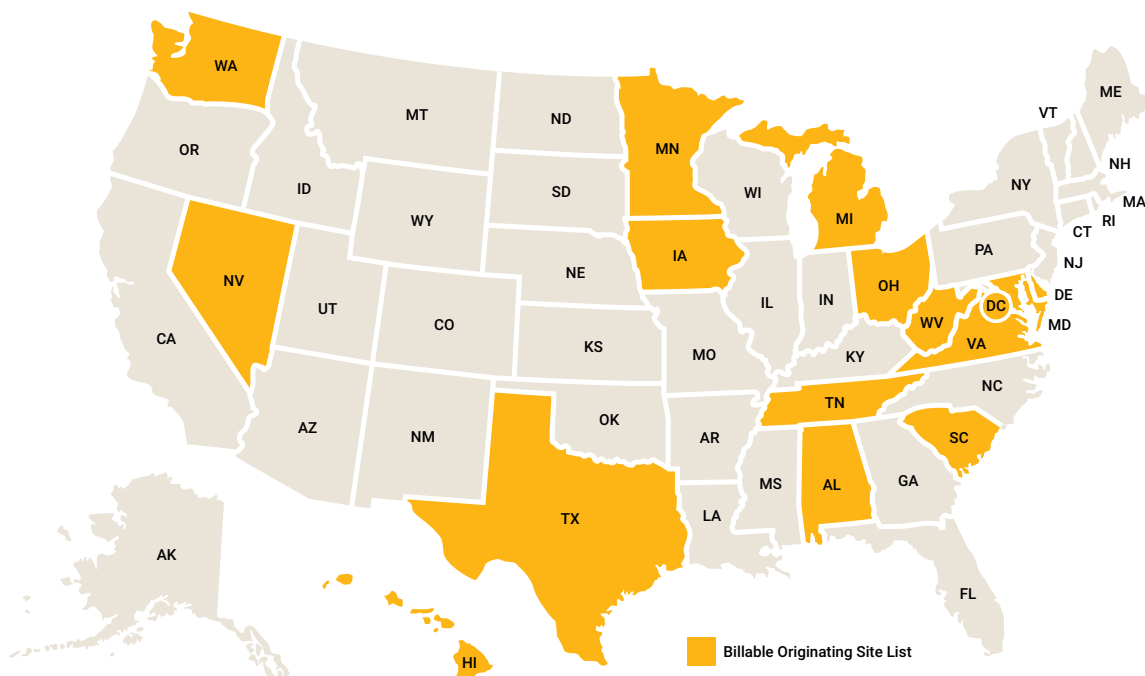 WA
MT
ND
ME
VT
MN
OR
ID
SD
WI
NH
NY
MA
WY
MI
RI
CT
PA
IA
NJ
NE
NV
OH
DE
IL
IN
DC
UT
WV
MD
CO
CA
VA
KS
MO
KY
NC
TN
OK
AZ
NM
AR
SC
GA
MS
AL
LA
TX
AK
FL
HI
Billable Originating Site List